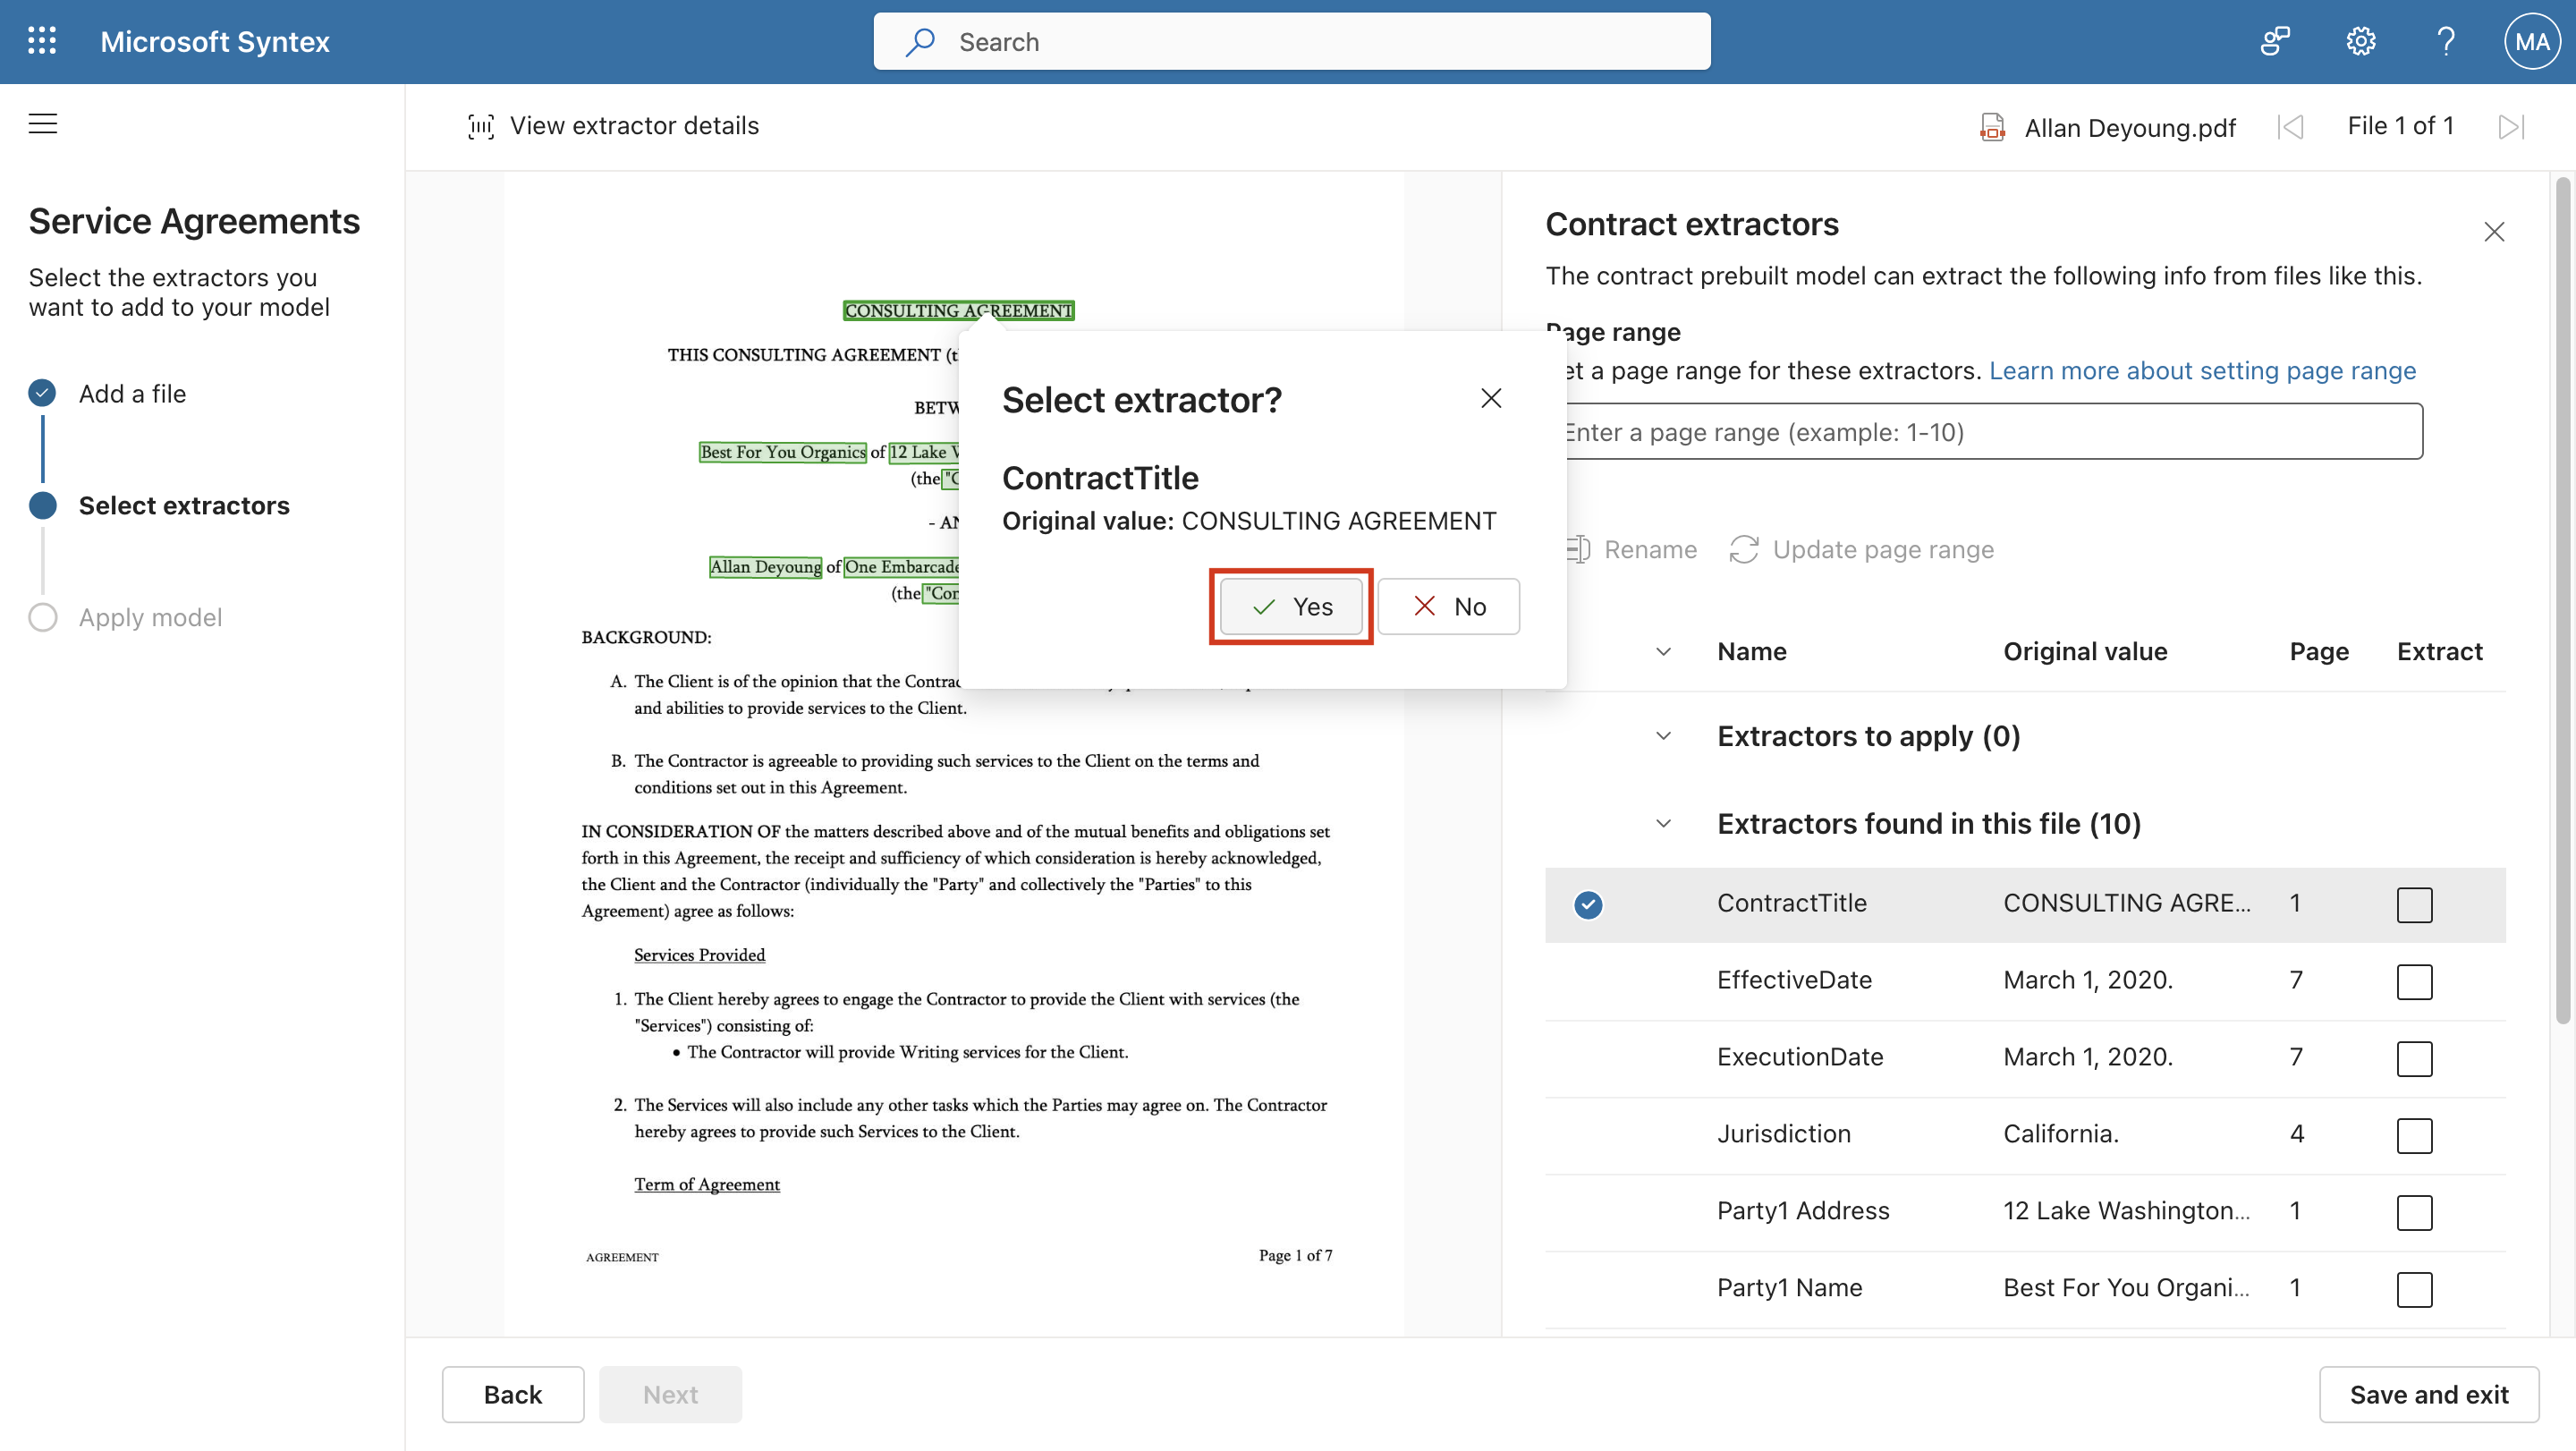 Microsoft Syntex
Search
MA
View extractor details
Allan Deyoung.pdf
File 1 of 1
Service Agreements
Select the extractors you
want to add to your model
Add a file
Select extractors
Apply model
CONSULTING AGREEMENT
THIS CONSULTING AGREEMENT (t
BETW
Best For You Organics of 12 Lake W
(the "C
- AN
Allan Deyoung of One Embarcade
(the "Con
BACKGROUND:
A. The Client is of the opinion that the Contrac
and abilities to provide services to the Client.
B. The Contractor is agreeable to providing such services to the Client on the terms and
conditions set out in this Agreement.
IN CONSIDERATION OF the matters described above and of the mutual benefits and obligations set
forth in this Agreement, the receipt and sufficiency of which consideration is hereby acknowledged,
the Client and the Contractor (individually the "Party" and collectively the "Parties" to this
Agreement) agree as follows:
Services Provided
1. The Client hereby agrees to engage the Contractor to provide the Client with services (the
"Services") consisting of:
• The Contractor will provide Writing services for the Client.
2. The Services will also include any other tasks which the Parties may agree on. The Contractor
hereby agrees to provide such Services to the Client.
Term of Agreement
AGREEMENT
Page 1 of 7
Select extractor?
ContractTitle
Original value: CONSULTING AGREEMENT
Yes
No
Contract extractors
The contract prebuilt model can extract the following info from files like this.
Page range
et a page range for these extractors. Learn more about setting page range
Enter a page range (example: 1-10)
Rename
Update page range
Name Original value Page Extract
Extractors to apply (0)
Extractors found in this file (10)
ContractTitle CONSULTING AGRE... 1
EffectiveDate March 1, 2020. 7
ExecutionDate March 1, 2020. 7
Jurisdiction California. 4
Party1 Address 12 Lake Washington... 1
Party1 Name Best For You Organi... 1
Back
Next
Save and exit